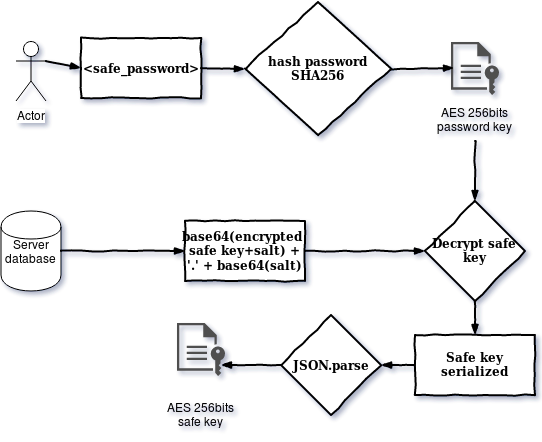 <safe_password>
hash password
SHA256
Actor
AES 256bits
password key
Server
database
base64(encrypted
safe key+salt) +
'.' + base64(salt)
Decrypt safe
key
Safe key
serialized
JSON.parse
AES 256bits
safe key